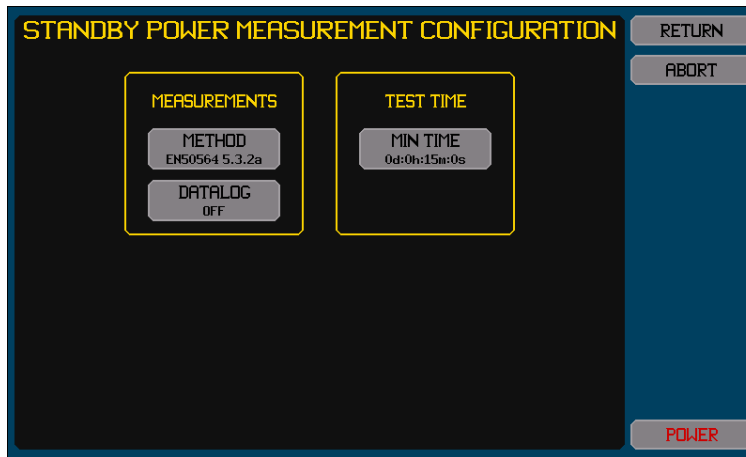 STANDBY POWER MEASUREMENT CONFIGURATION
RETURN
ABORT
MEASUREMENTS
METHOD
EN50564 5.3.2a
DATALOG
OFF
TEST TIME
MIN TIME
0d:0h:15m:0s
POWER